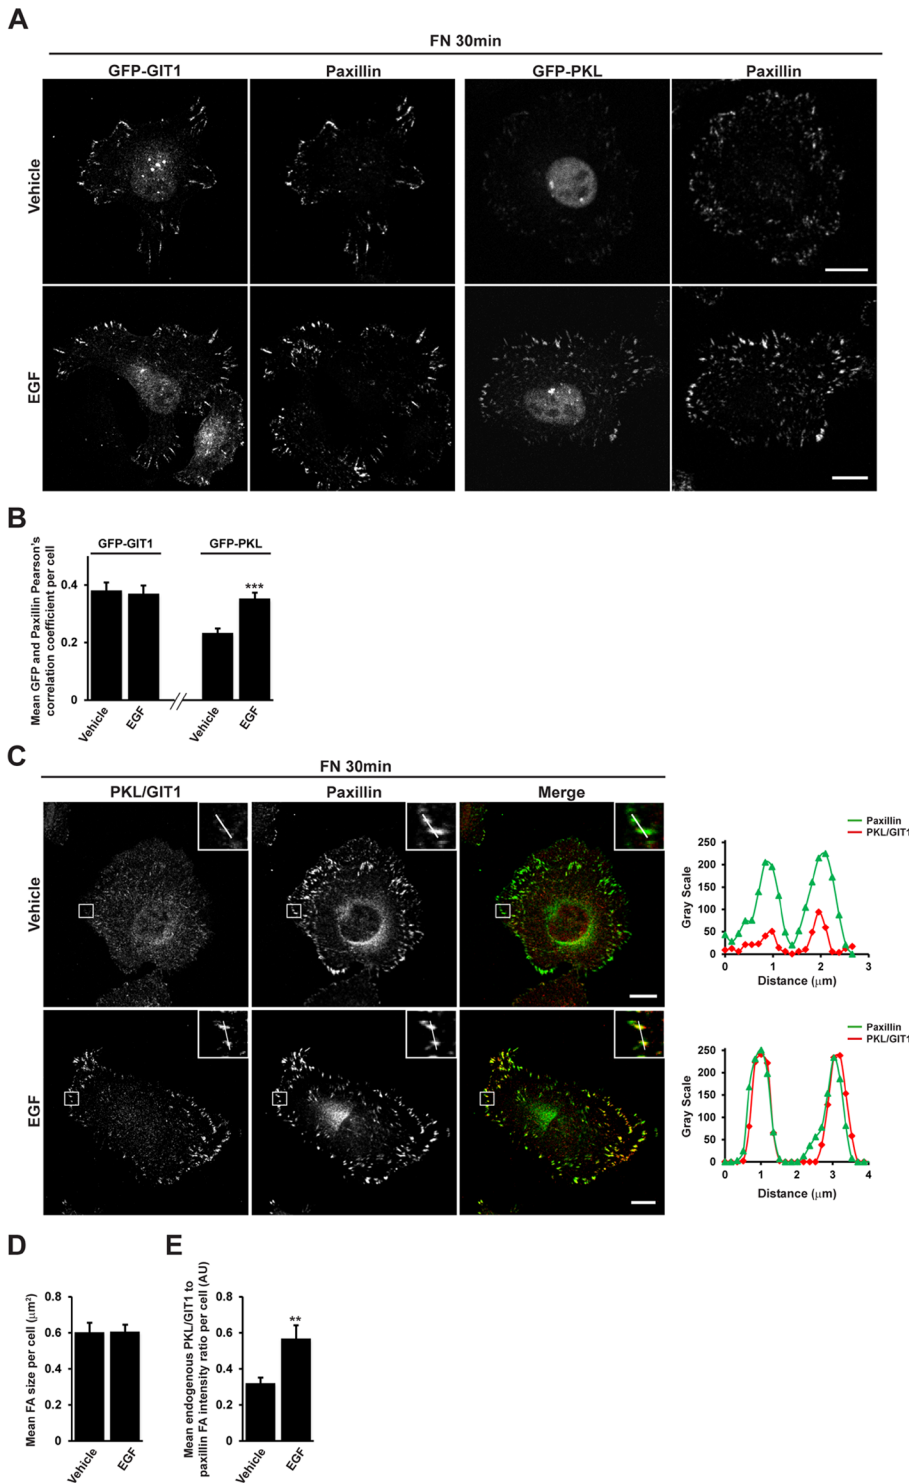 A
FN 30min
GFP-GIT1 Paxillin GFP-PKL Paxillin
Vehicle
EGF
B
GFP-GIT1 GFP-PKL
Mean GFP and Paxillin Pearson's
correlation coefficient per cell
0.4
0.2
0
***
Vehicle EGF Vehicle EGF
C
FN 30min
PKL/GIT1 Paxillin Merge
Vehicle
EGF
Paxillin
PKL/GIT1
Gray Scale
250
200
150
100
50
0
0 1 2 3
Distance (μm)
Paxillin
PKL/GIT1
Gray Scale
250
200
150
100
50
0
0 1 2 3 4
Distance (μm)
D
Mean FA size per cell (μm²)
0.8
0.6
0.4
0.2
0
Vehicle EGF
E
Mean endogenous PKL/GIT1 to
paxillin FA intensity ratio per cell (AU)
0.8
0.6
0.4
0.2
0
**
Vehicle EGF